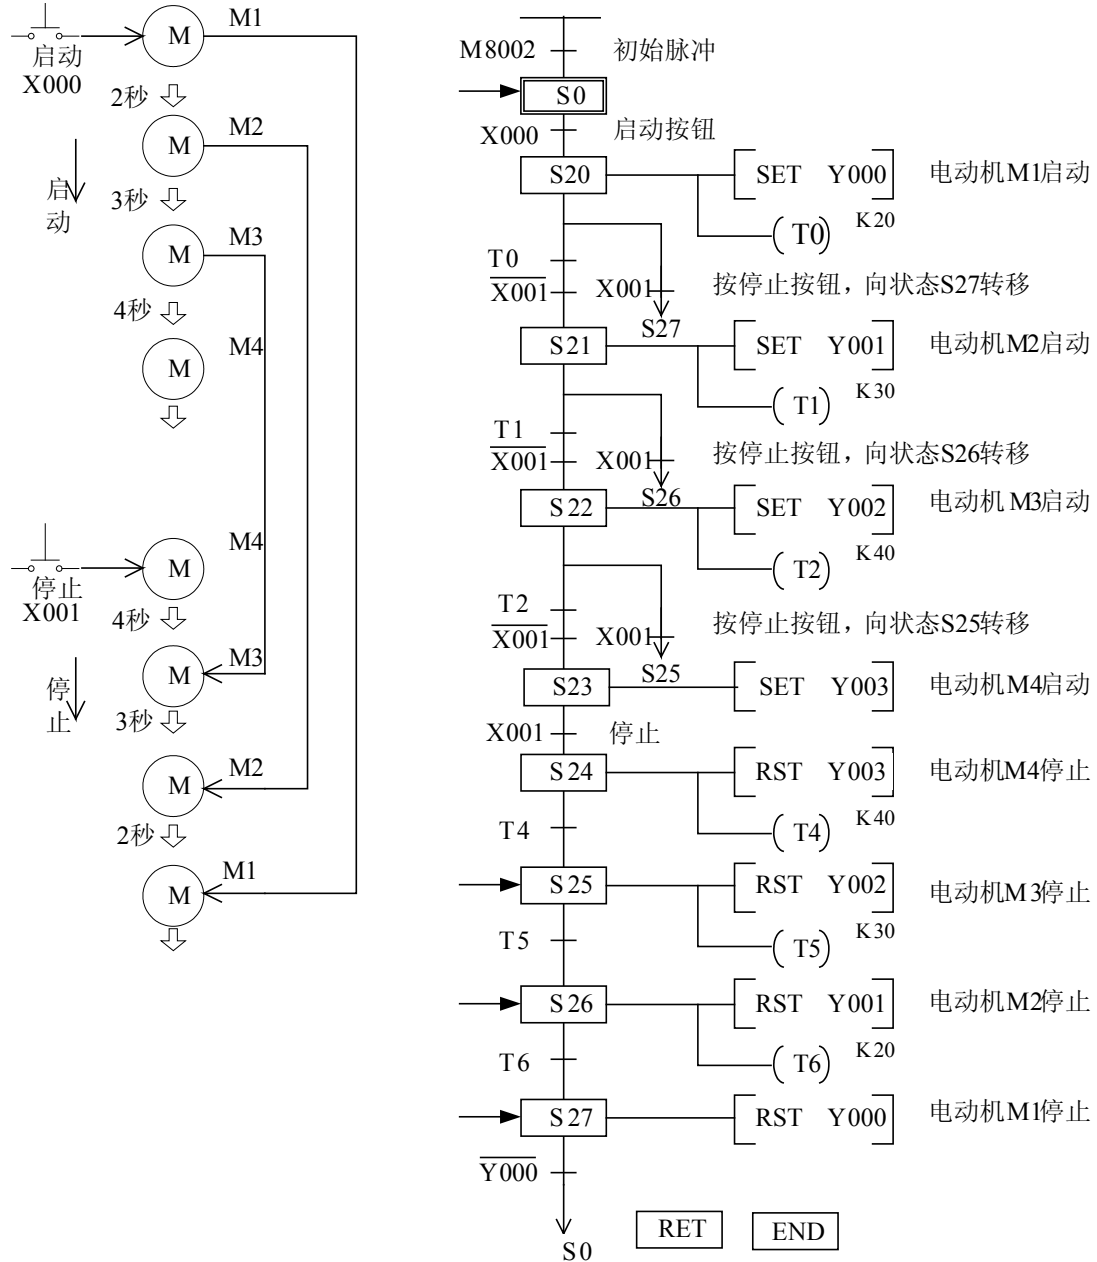 M
M1
启动
X000
2秒
M
M2
启
动
3秒
M
M3
4秒
M
M4
M
M4
停止
X001
4秒
M
M3
停
止
3秒
M
M2
2秒
M
M1
M8002
初始脉冲
S0
X000
启动按钮
S20
SET Y000
电动机M1启动
T0
K20
T0
X001
X001
按停止按钮，向状态S27转移
S27
S21
SET Y001
电动机M2启动
T1
K30
T1
X001
X001
按停止按钮，向状态S26转移
S26
S22
SET Y002
电动机M3启动
T2
K40
T2
X001
X001
按停止按钮，向状态S25转移
S25
S23
SET Y003
电动机M4启动
X001
停止
S24
RST Y003
电动机M4停止
T4
K40
T4
S25
RST Y002
电动机M3停止
T5
K30
T5
S26
RST Y001
电动机M2停止
T6
K20
T6
S27
RST Y000
电动机M1停止
Y000
S0
RET
END